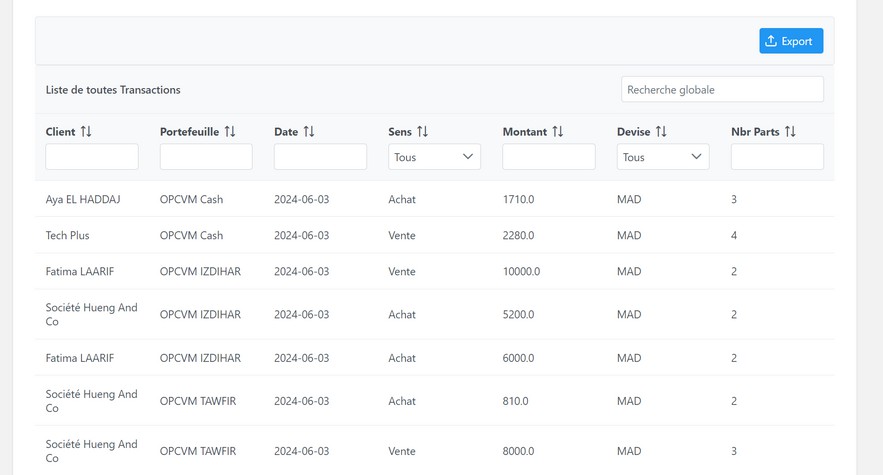 Export
Liste de toutes Transactions Recherche globale
Client Portefeuille Date Sens Montant Devise Nbr Parts
Tous Tous
Aya EL HADDAJ OPCVM Cash 2024-06-03 Achat 1710.0 MAD 3
Tech Plus OPCVM Cash 2024-06-03 Vente 2280.0 MAD 4
Fatima LAARIF OPCVM IZDIHAR 2024-06-03 Vente 10000.0 MAD 2
Société Hueng And
Co OPCVM IZDIHAR 2024-06-03 Achat 5200.0 MAD 2
Fatima LAARIF OPCVM IZDIHAR 2024-06-03 Achat 6000.0 MAD 2
Société Hueng And
Co OPCVM TAWFIR 2024-06-03 Achat 810.0 MAD 2
Société Hueng And
Co OPCVM TAWFIR 2024-06-03 Vente 8000.0 MAD 3